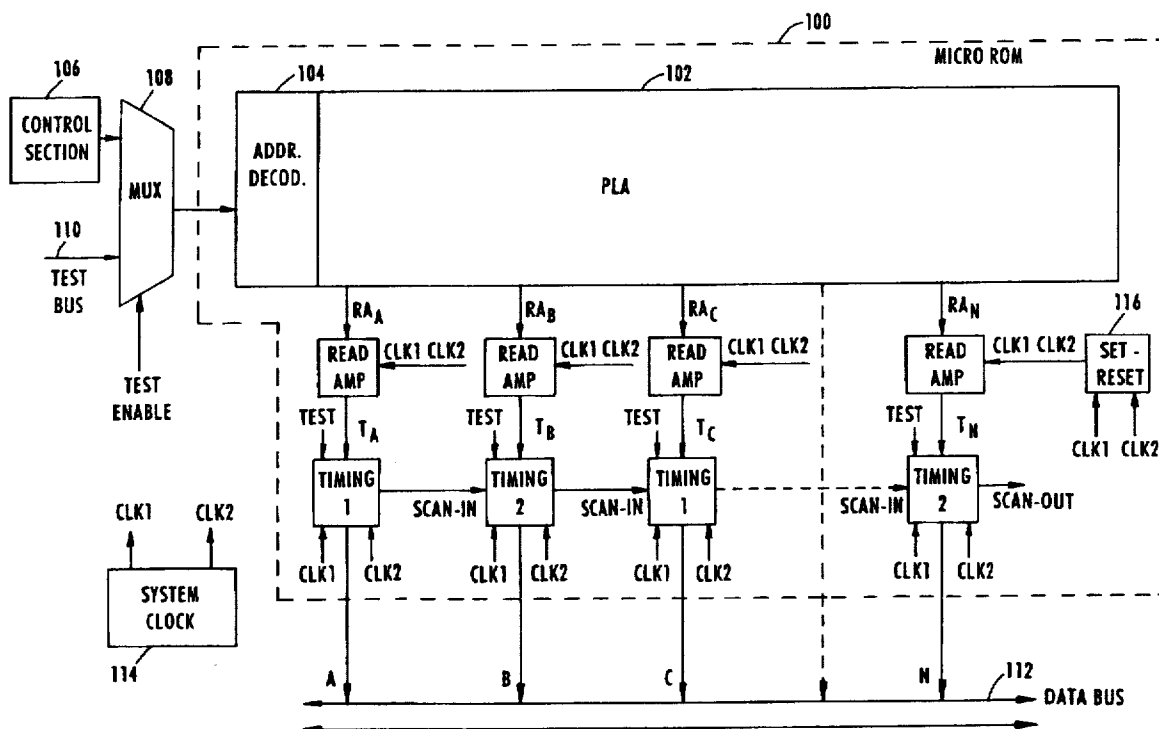 100
MICRO ROM
106
108
104
102
CONTROL
SECTION
MUX
ADDR.
DECOD.
PLA
110
TEST
BUS
TEST
ENABLE
RA_A
RA_B
RA_C
RA_N
116
READ
AMP
CLK1 CLK2
READ
AMP
CLK1 CLK2
READ
AMP
CLK1 CLK2
READ
AMP
CLK1 CLK2
SET -
RESET
CLK1 CLK2
TEST
T_A
TEST
T_B
TEST
T_C
TEST
T_N
TIMING
1
SCAN-IN
TIMING
2
SCAN-IN
TIMING
1
SCAN-IN
TIMING
2
SCAN-OUT
CLK1
CLK2
CLK1
CLK2
CLK1
CLK2
CLK1
CLK2
CLK1
CLK2
SYSTEM
CLOCK
114
A
B
C
N
112
DATA BUS